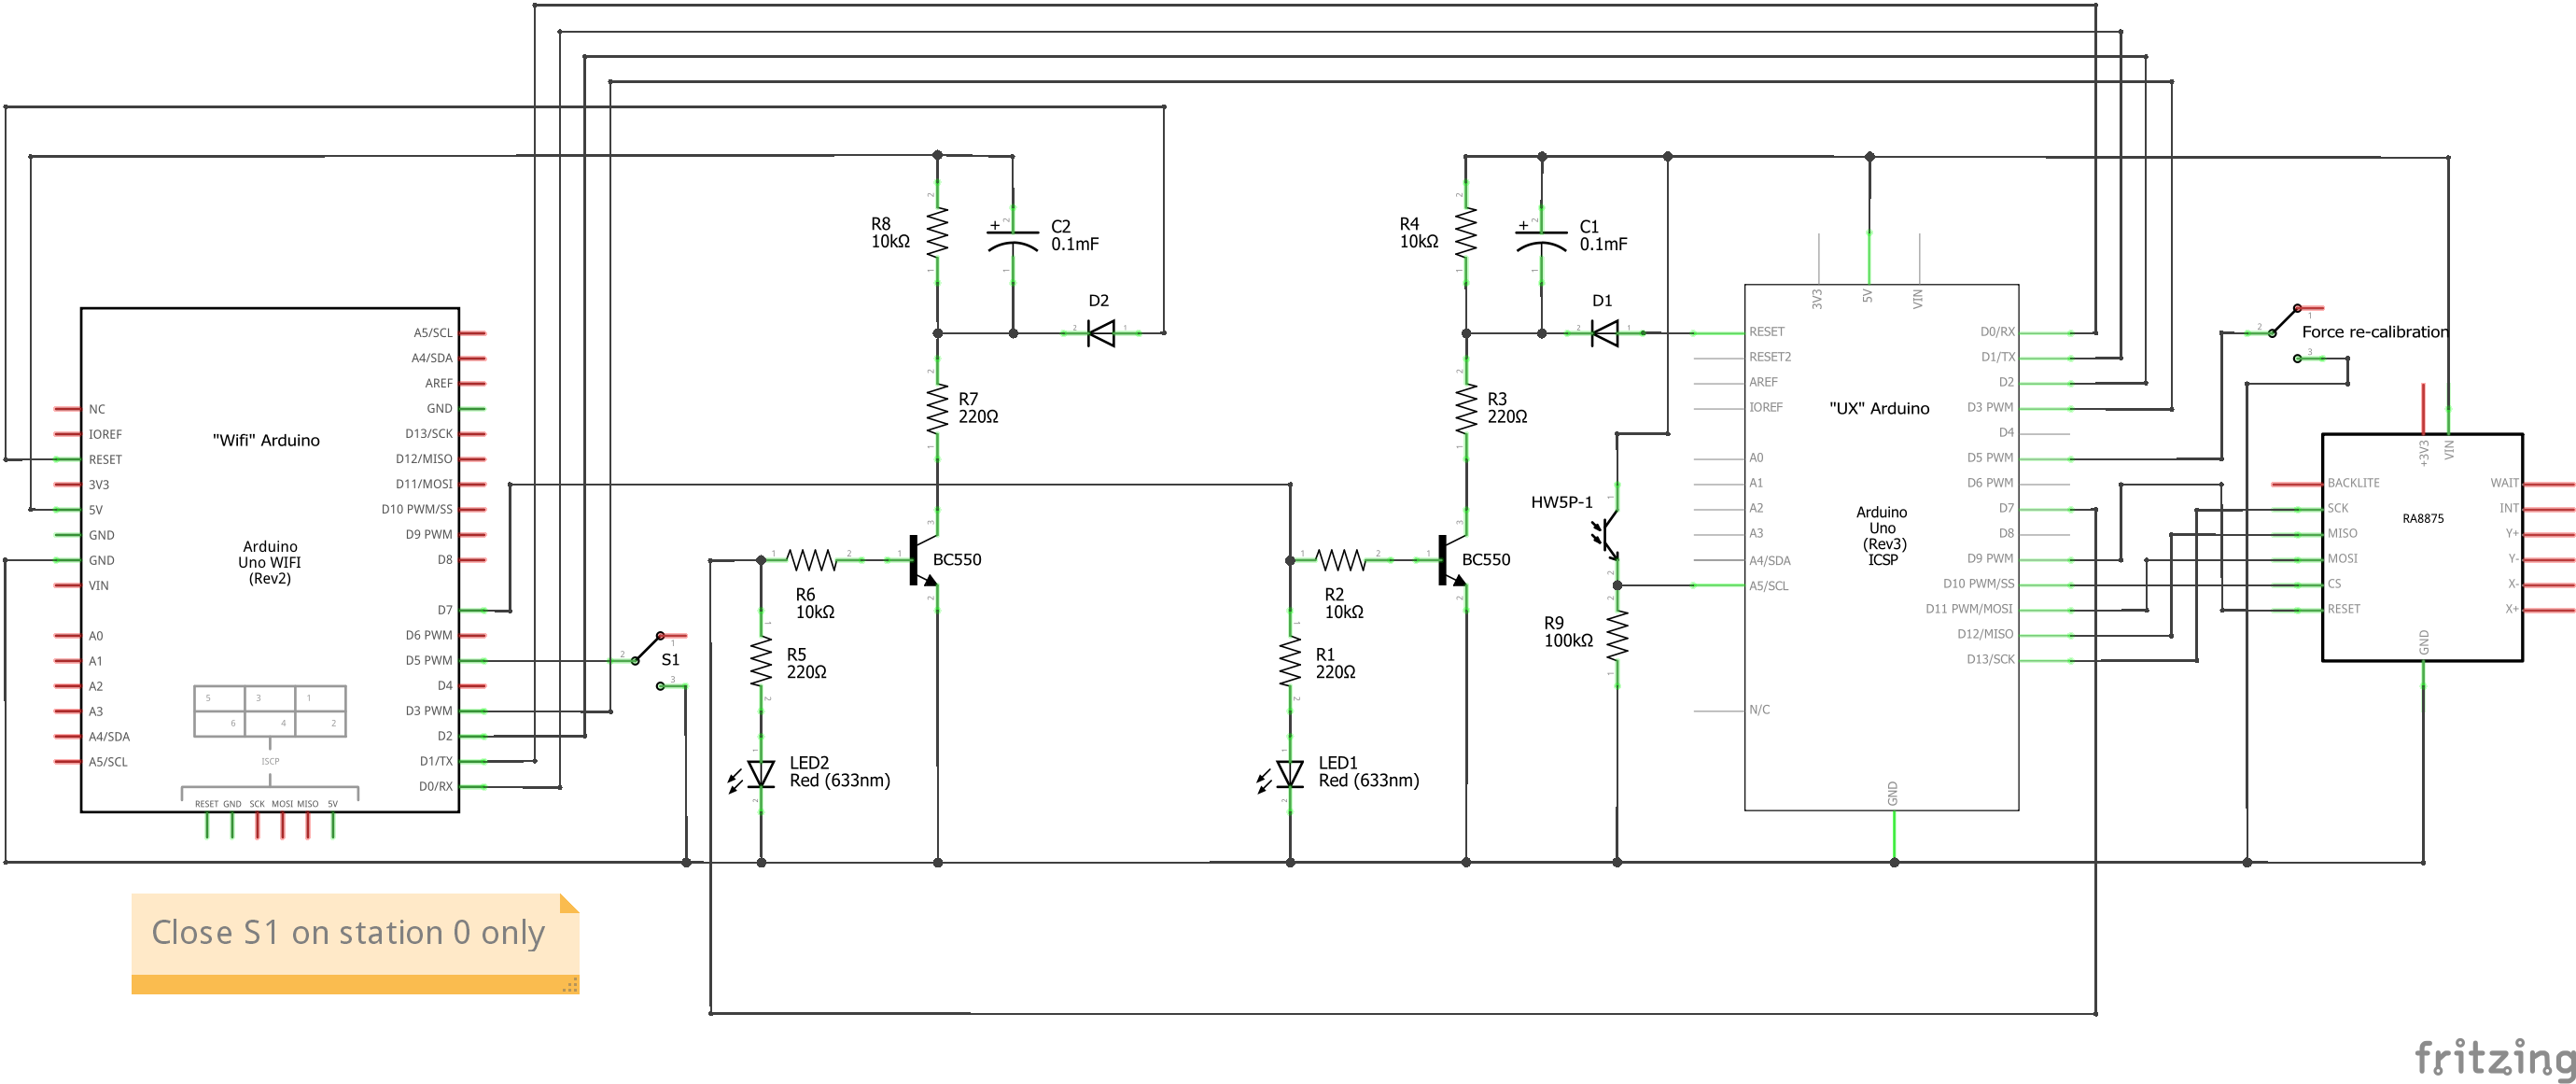 R8
10kΩ
+
C2
0.1mF
D2
R7
220Ω
BC550
R6
10kΩ
R5
220Ω
LED2
Red (633nm)
S1
1
2
3
R4
10kΩ
+
C1
0.1mF
D1
R3
220Ω
BC550
R2
10kΩ
R1
220Ω
LED1
Red (633nm)
HW5P-1
R9
100kΩ
"Wifi" Arduino
Arduino
Uno WIFI
(Rev2)
NC
IOREF
RESET
3V3
5V
GND
GND
VIN
A0
A1
A2
A3
A4/SDA
A5/SCL
A5/SCL
A4/SDA
AREF
GND
D13/SCK
D12/MISO
D11/MOSI
D10 PWM/SS
D9 PWM
D8
D7
D6 PWM
D5 PWM
D4
D3 PWM
D2
D1/TX
D0/RX
5 3 1
6 4 2
ISCP
RESET GND SCK MOSI MISO 5V
"UX" Arduino
Arduino
Uno
(Rev3)
ICSP
3V3
5V
VIN
RESET
RESET2
AREF
IOREF
A0
A1
A2
A3
A4/SDA
A5/SCL
N/C
GND
D0/RX
D1/TX
D2
D3 PWM
D4
D5 PWM
D6 PWM
D7
D8
D9 PWM
D10 PWM/SS
D11 PWM/MOSI
D12/MISO
D13/SCK
Force re-calibration
1
2
3
RA8875
+3V3
VIN
BACKLITE
SCK
MISO
MOSI
CS
RESET
WAIT
INT
Y+
Y-
X-
X+
GND
Close S1 on station 0 only
fritzing